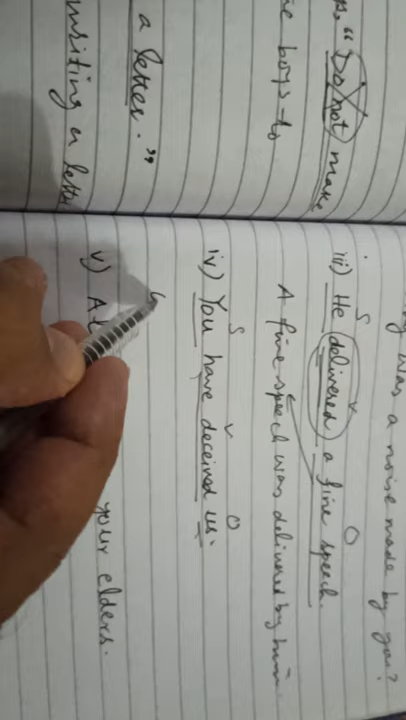 "Do not make
the boys to
a letter."
writing a letter
was a noise made by you?
S V O
iii) He delivered a fine speech.
A fine speech was delivered by him.
S V O
iv) You have deceived us.
v)
your elders.